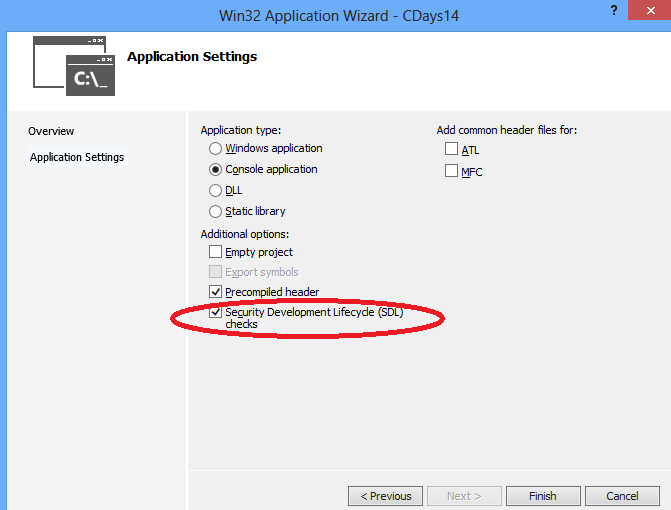 Win32 Application Wizard - CDays14
?
x
C:\_
Application Settings
Overview
Application Settings
Application type:
Windows application
Console application
DLL
Static library
Additional options:
Empty project
Export symbols
Precompiled header
Security Development Lifecycle (SDL)
checks
Add common header files for:
ATL
MFC
< Previous
Next >
Finish
Cancel